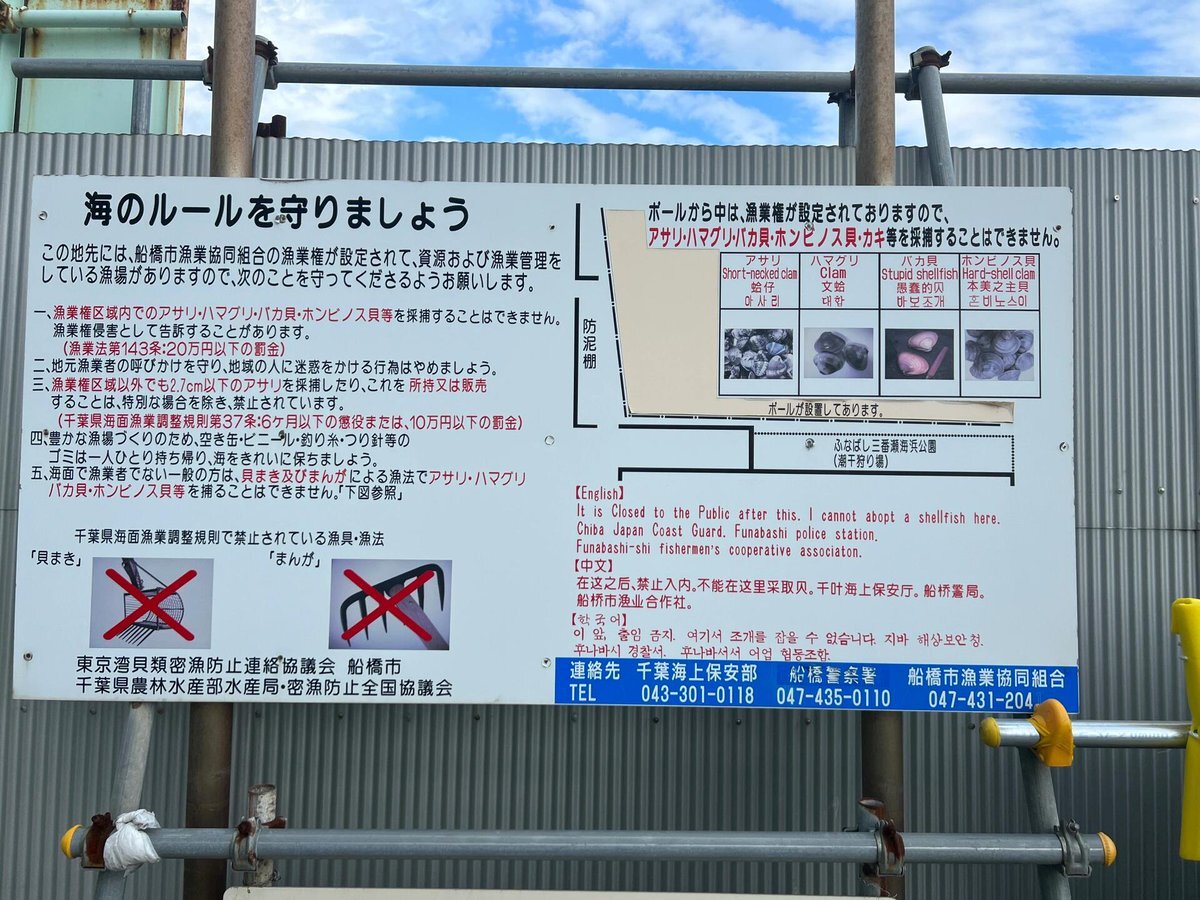 海のルールを守りましょう
この地先には、船橋市漁業協同組合の漁業権が設定されて、資源および漁業管理を
している漁場がありますので、次のことを守ってくださるようお願いします。
一、漁業権区域内でのアサリ・ハマグリ・バカ貝・ホンビノス貝等を採捕することはできません。
漁業権侵害として告訴することがあります。
(漁業法第143条:20万円以下の罰金)
二、地元漁業者の呼びかけを守り、地域の人に迷惑をかける行為はやめましょう。
三、漁業権区域以外でも2.7cm以下のアサリを採捕したり、これを所持又は販売
することは、特別な場合を除き、禁止されています。
(千葉県海面漁業調整規則第37条:6ケ月以下の懲役または、10万円以下の罰金)
四、豊かな漁場づくりのため、空き缶・ビニール・釣り糸・つり針等の
ゴミは一人ひとり持ち帰り、海をきれいに保ちましょう。
五、海面で漁業者でない一般の方は、貝まき及びまんがによる漁法でアサリ・ハマグリ
バカ貝・ホンビノス貝等を捕ることはできません。「下図参照」
千葉県海面漁業調整規則で禁止されている漁具・漁法
「貝まき」
「まんが」
東京湾貝類密漁防止連絡協議会 船橋市
千葉県農林水産部水産局・密漁防止全国協議会
ポールから中は、漁業権が設定されておりますので、
アサリ・ハマグリ・バカ貝・ホンビノス貝・カキ等を採捕することはできません。
アサリ ハマグリ バカ貝 ホンビノス貝
Short-necked clam Clam Stupid shellfish Hard-shell clam
蛤仔 文蛤 愚蠢的贝 本美之主貝
아사리 대합 바보조개 혼비노스이
防泥棚
ポールが設置してあります。
ふなばし三番瀬海浜公園
(潮干狩り場)
【English】
It is Closed to the Public after this. I cannot abopt a shellfish here.
Chiba Japan Coast Guard. Funabashi police station.
Funabashi-shi fishermen's cooperative associaton.
【中文】
在这之后、禁止入内。不能在这里采取贝。千叶海上保安厅。船桥警局。
船桥市渔业合作社。
【한국어】
이 앞, 출입 금지. 여기서 조개를 잡을 수 없습니다. 지바 해상보안청.
후나바시 경찰서. 후나바서서 어업 협동조합.
連絡先 千葉海上保安部 船橋警察署 船橋市漁業協同組合
TEL 043-301-0118 047-435-0110 047-431-204